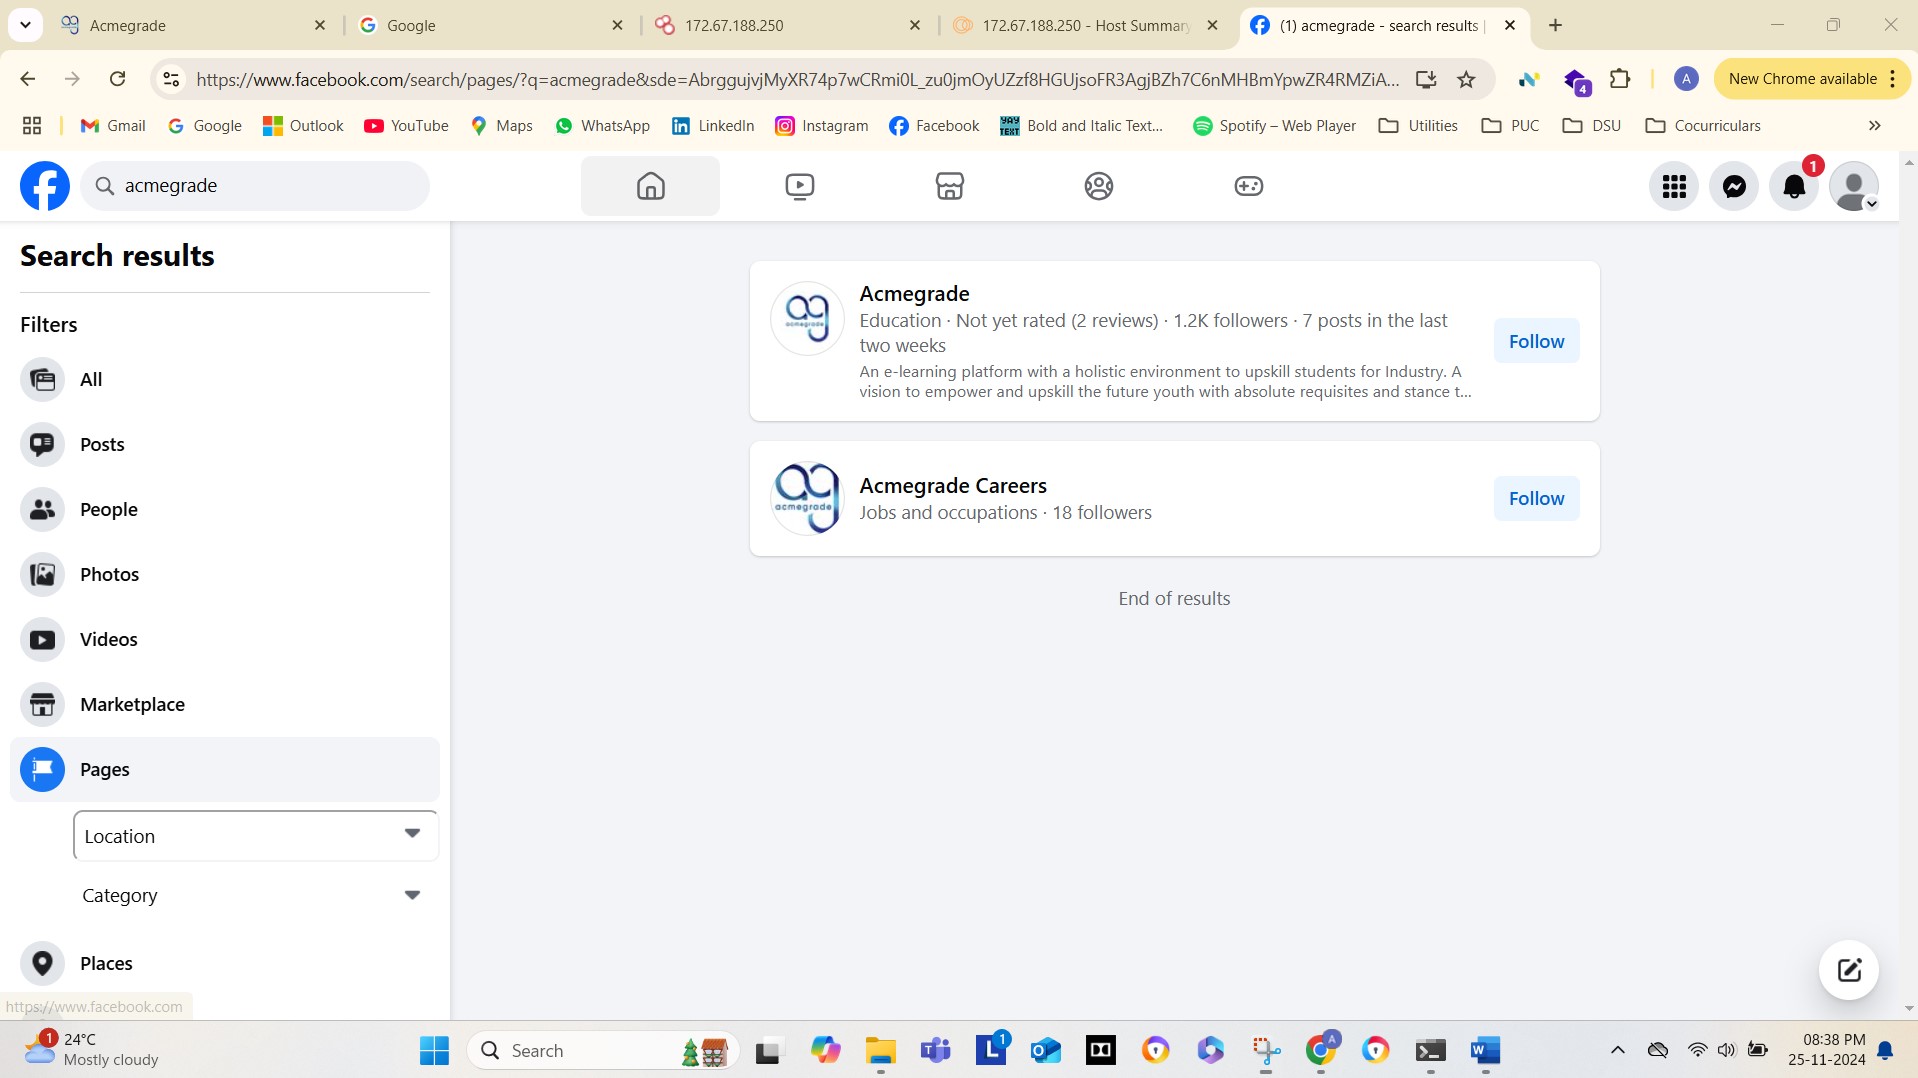 Acmegrade
Google
172.67.188.250
172.67.188.250 - Host Summary
(1) acmegrade - search results |
https://www.facebook.com/search/pages/?q=acmegrade&sde=AbrggujvjMyXR74p7wCRmi0L_zu0jmOyUZzf8HGUjsoFR3AgjBZh7C6nMHBmYpwZR4RMZiA...
4
A
New Chrome available
Gmail
Google
Outlook
YouTube
Maps
WhatsApp
LinkedIn
Instagram
Facebook
YAY TEXT
Bold and Italic Text...
Spotify – Web Player
Utilities
PUC
DSU
Cocurriculars
acmegrade
1
Search results
Filters
All
Posts
People
Photos
Videos
Marketplace
Pages
Location
Category
Places
https://www.facebook.com
acmegrade
Acmegrade
Education · Not yet rated (2 reviews) · 1.2K followers · 7 posts in the last
two weeks
An e-learning platform with a holistic environment to upskill students for Industry. A
vision to empower and upskill the future youth with absolute requisites and stance t...
Follow
acmegrade
Acmegrade Careers
Jobs and occupations · 18 followers
Follow
End of results
1
24°C
Mostly cloudy
Search
L
1
A
W
08:38 PM
25-11-2024